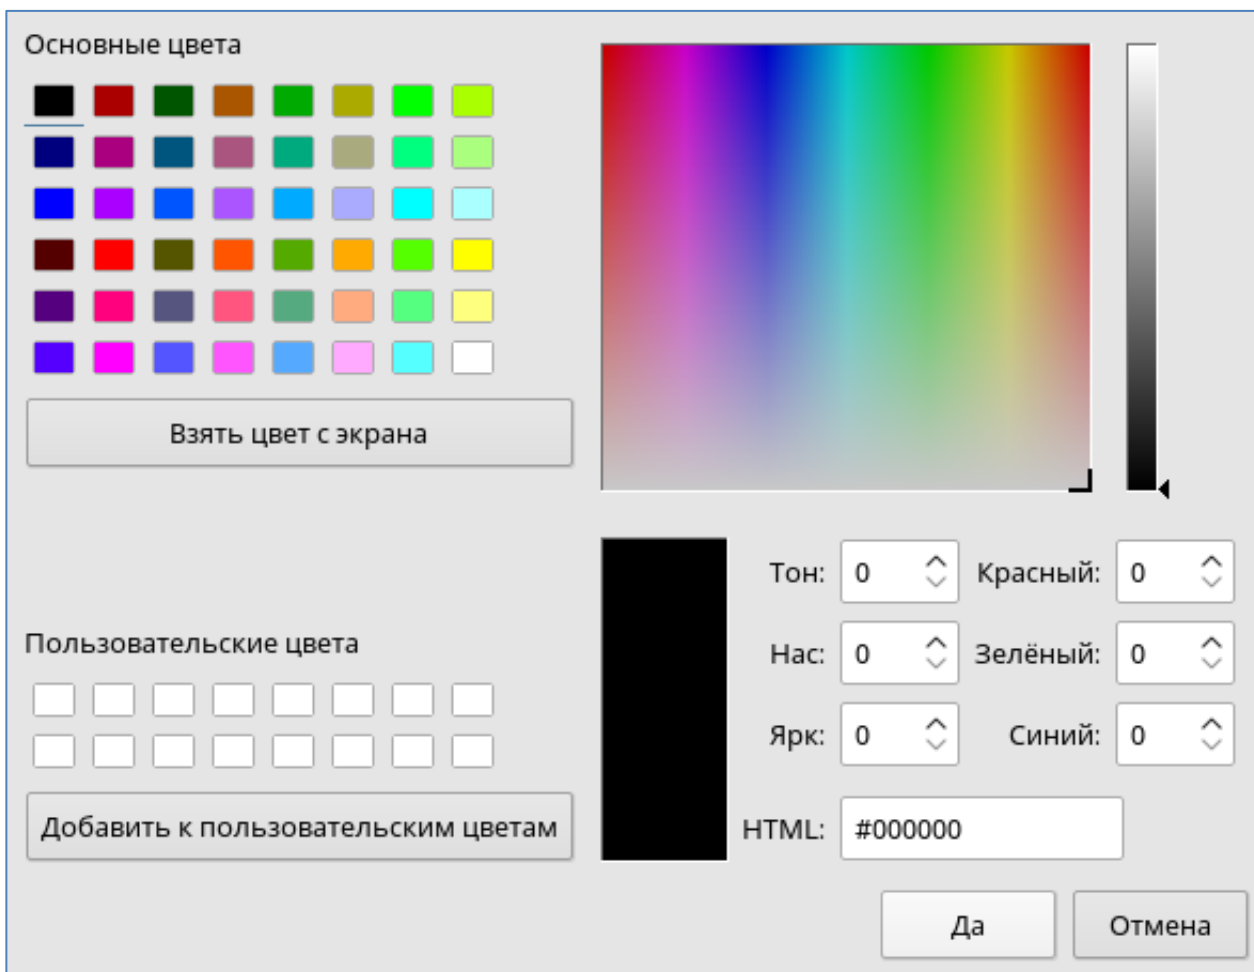 Основные цвета
Взять цвет с экрана
Тон: 0 Красный: 0
Пользовательские цвета
Нас: 0 Зелёный: 0
Ярк: 0 Синий: 0
Добавить к пользовательским цветам
HTML: #000000
Да Отмена